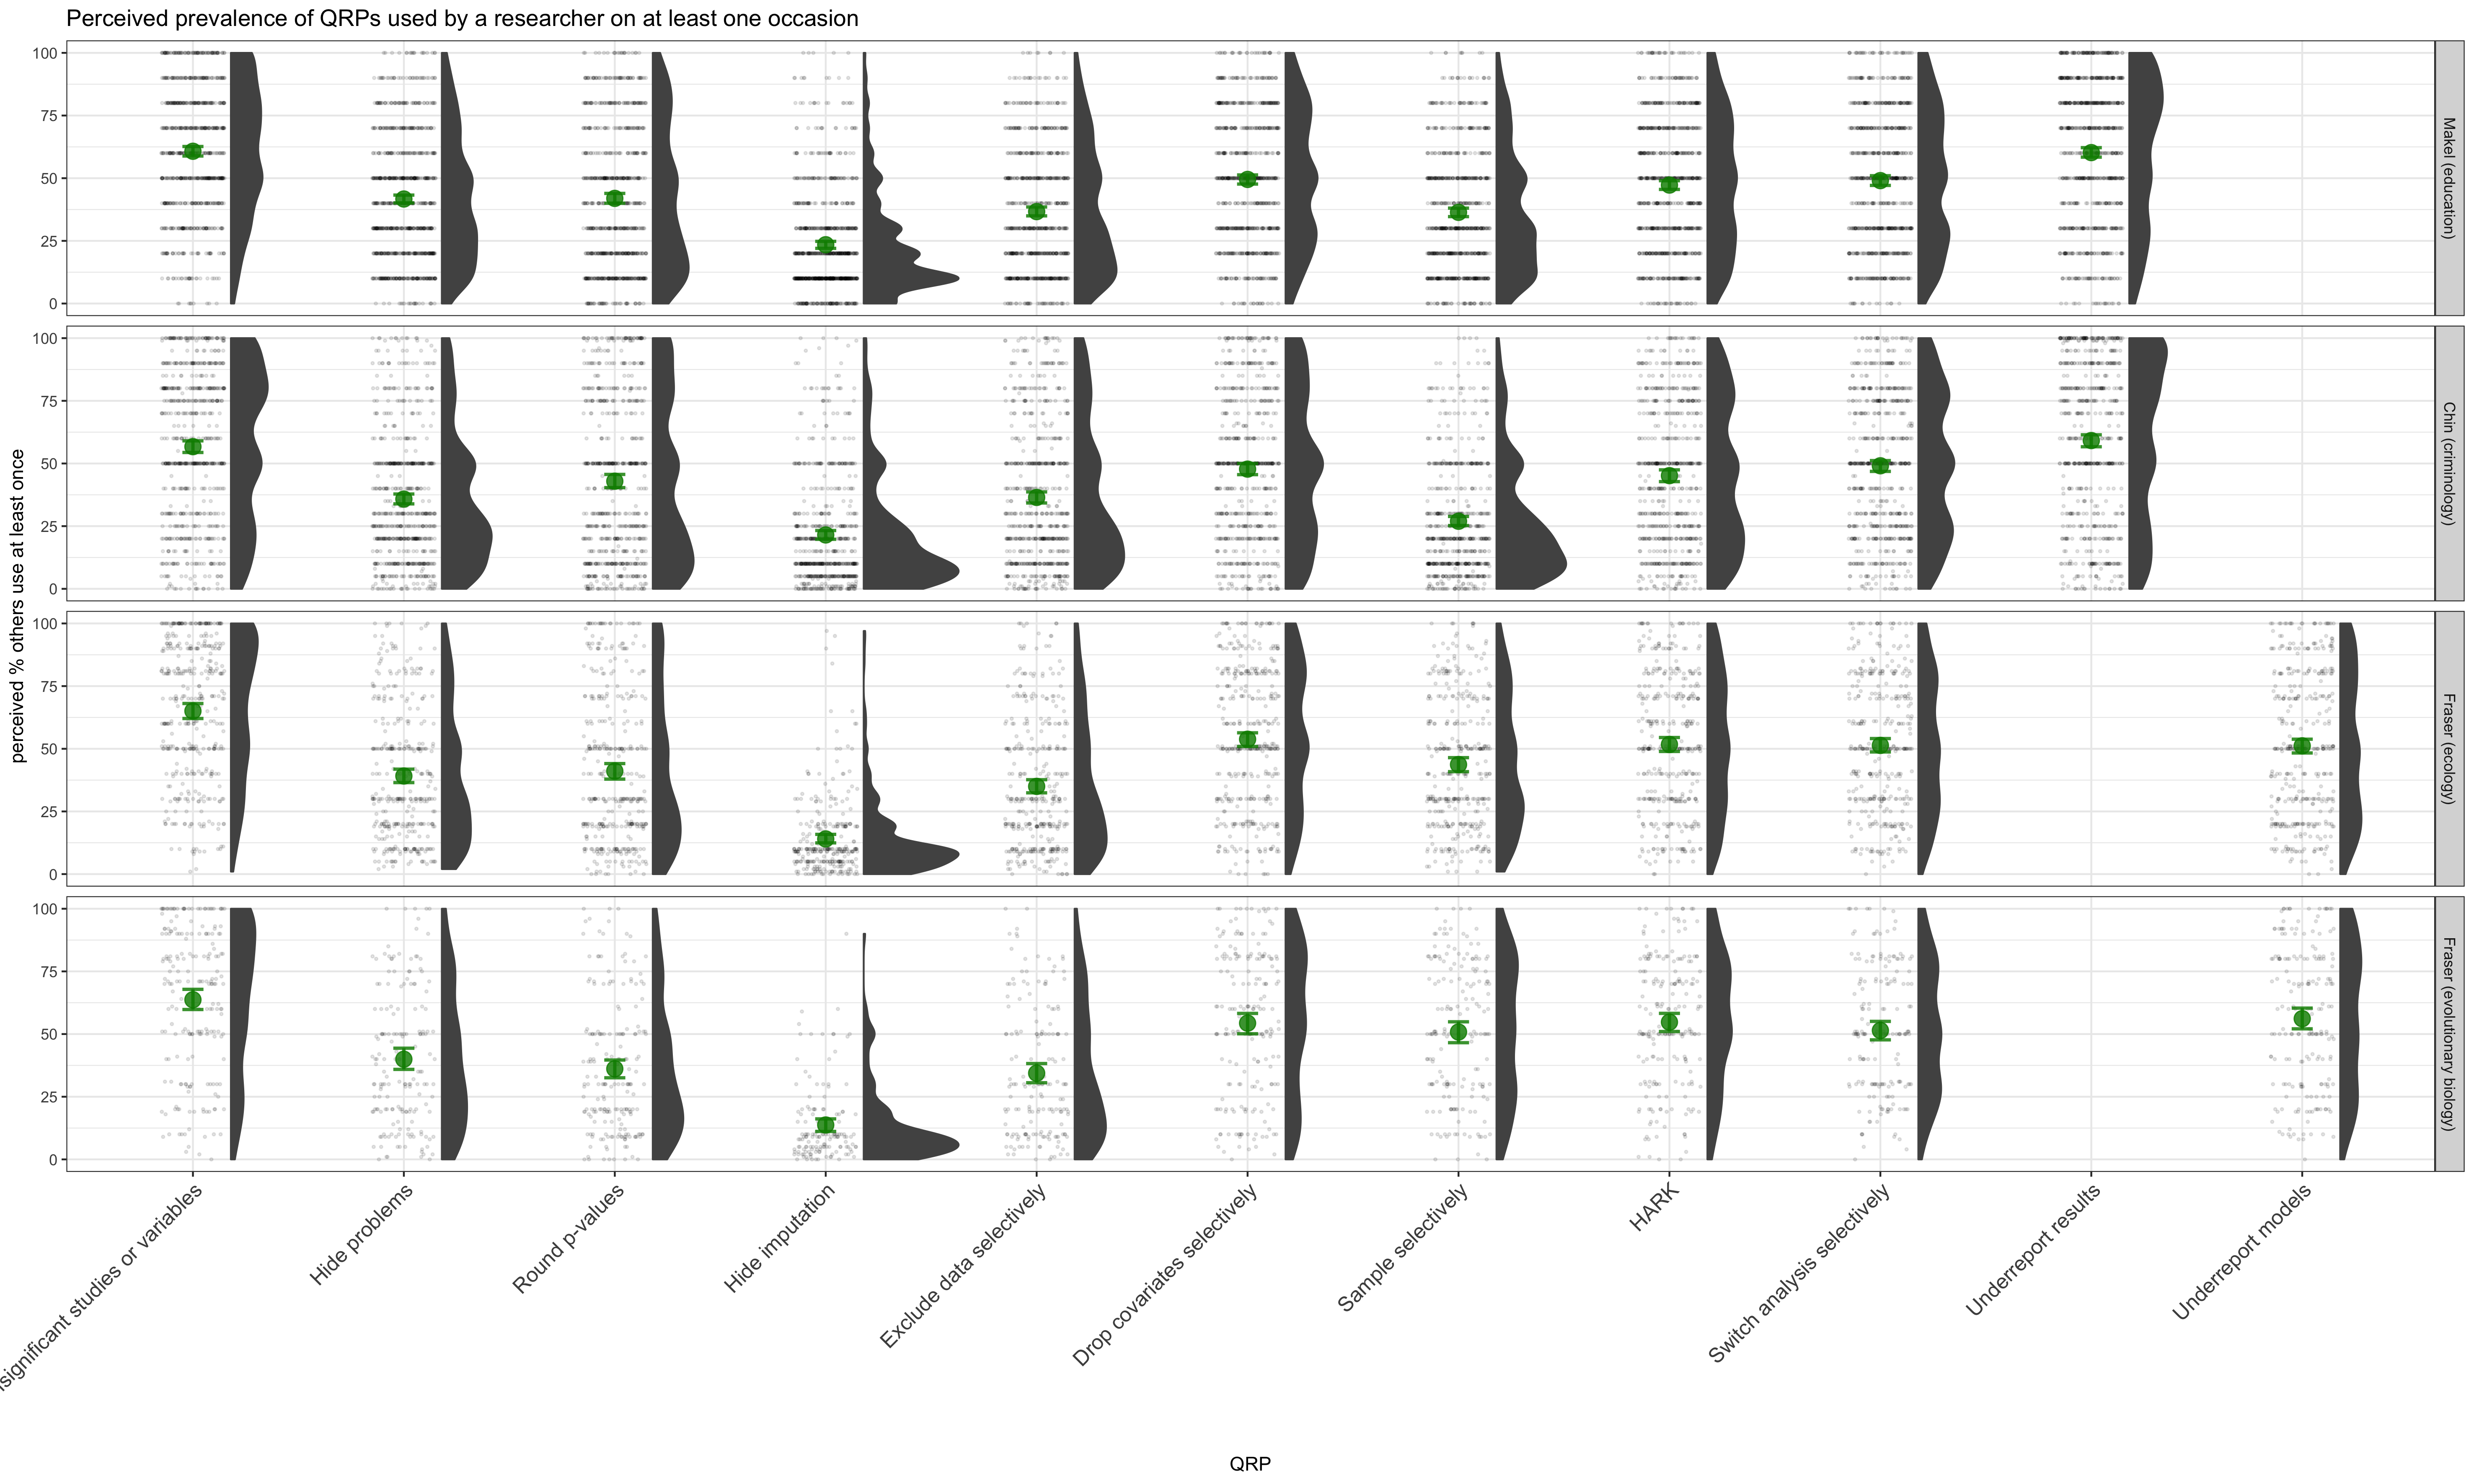 Perceived prevalence of QRPs used by a researcher on at least one occasion
perceived % others use at least once
100
75
50
25
0
Makel (education)
100
75
50
25
0
Chin (criminology)
100
75
50
25
0
Fraser (ecology)
100
75
50
25
0
Fraser (evolutionary biology)
studies or variables
Hide problems
Round p-values
Hide imputation
Exclude data selectively
Drop covariates selectively
Sample selectively
HARK
Switch analysis selectively
Underreport results
Underreport models
QRP